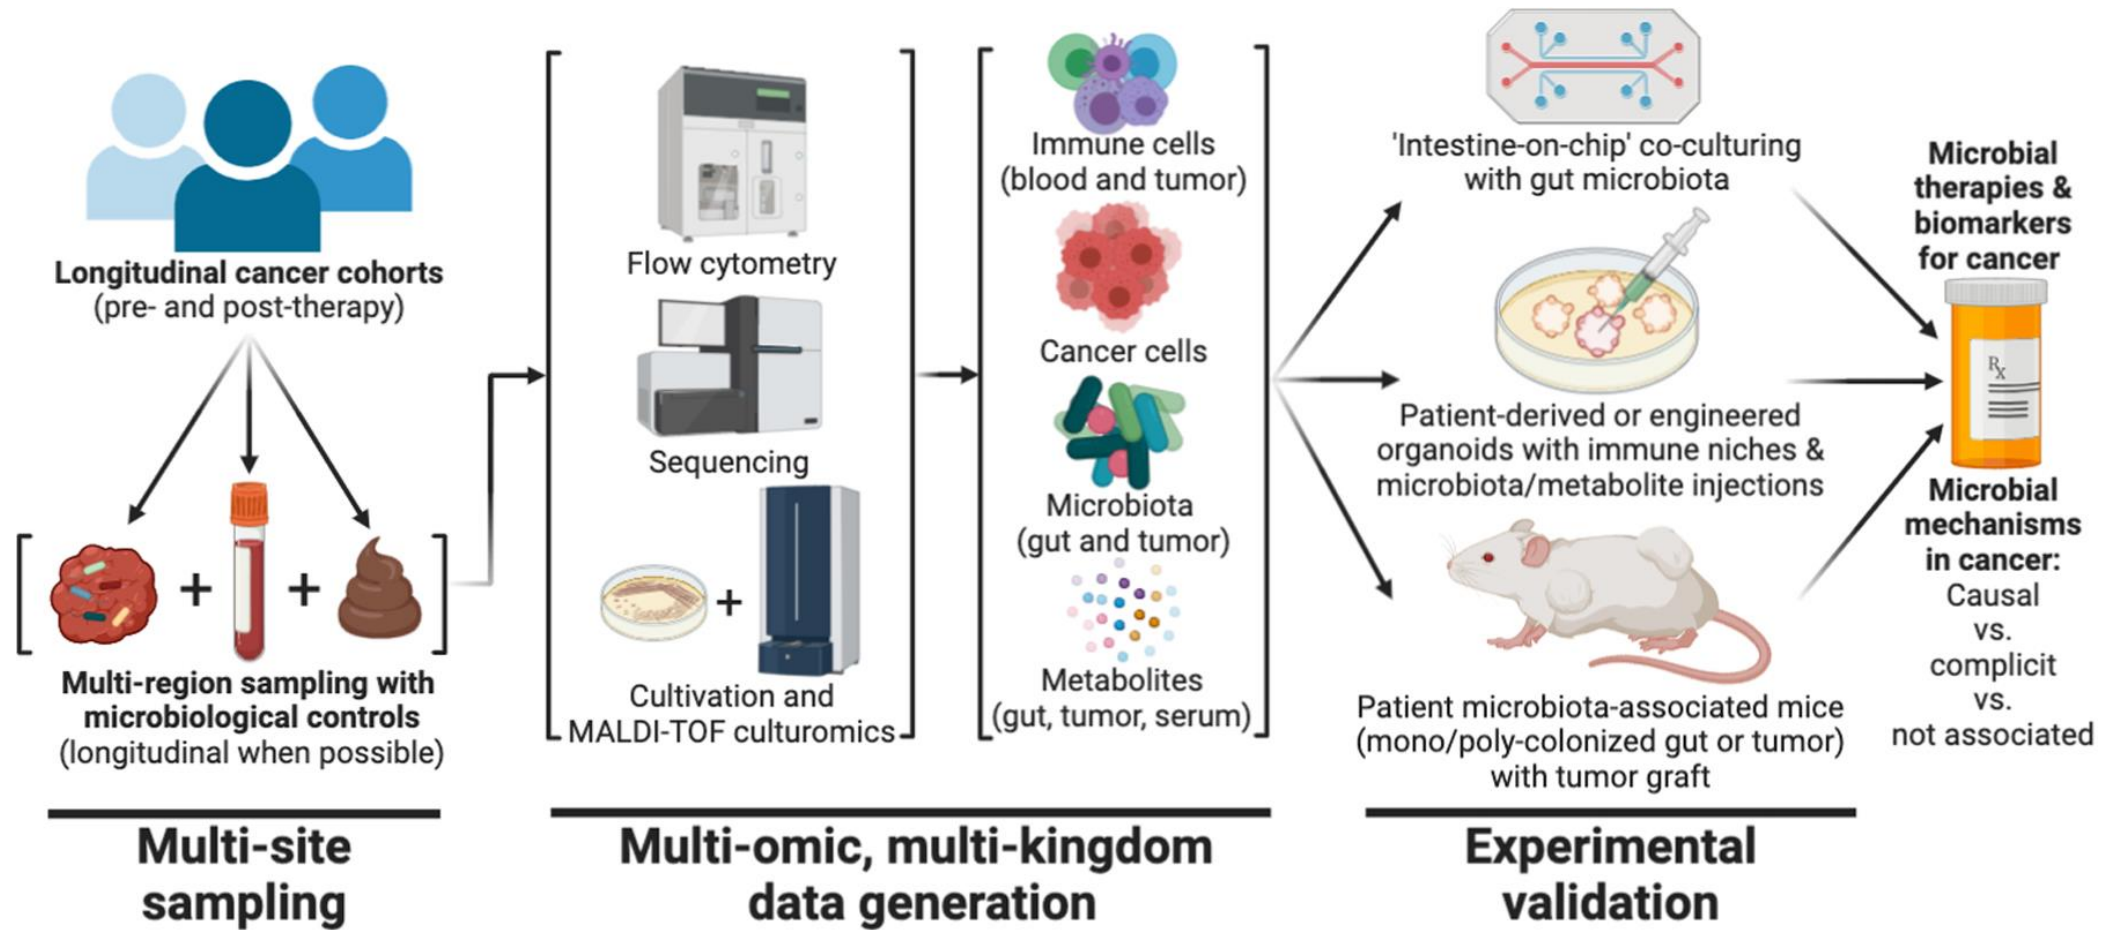 Longitudinal cancer cohorts
(pre- and post-therapy)
+
+
Multi-region sampling with
microbiological controls
(longitudinal when possible)
Multi-site
sampling
Flow cytometry
Sequencing
+
Cultivation and
MALDI-TOF culturomics
Immune cells
(blood and tumor)
Cancer cells
Microbiota
(gut and tumor)
Metabolites
(gut, tumor, serum)
Multi-omic, multi-kingdom
data generation
'Intestine-on-chip' co-culturing
with gut microbiota
Patient-derived or engineered
organoids with immune niches &
microbiota/metabolite injections
Patient microbiota-associated mice
(mono/poly-colonized gut or tumor)
with tumor graft
Experimental
validation
Microbial
therapies &
biomarkers
for cancer
Rx
Microbial
mechanisms
in cancer:
Causal
vs.
complicit
vs.
not associated